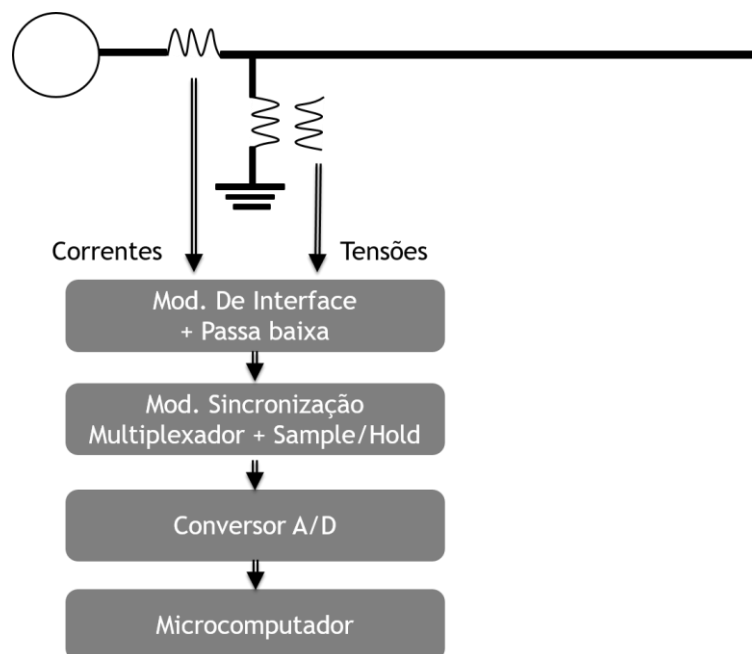 Correntes
Tensões
Mod. De Interface
+ Passa baixa
Mod. Sincronização
Multiplexador + Sample/Hold
Conversor A/D
Microcomputador